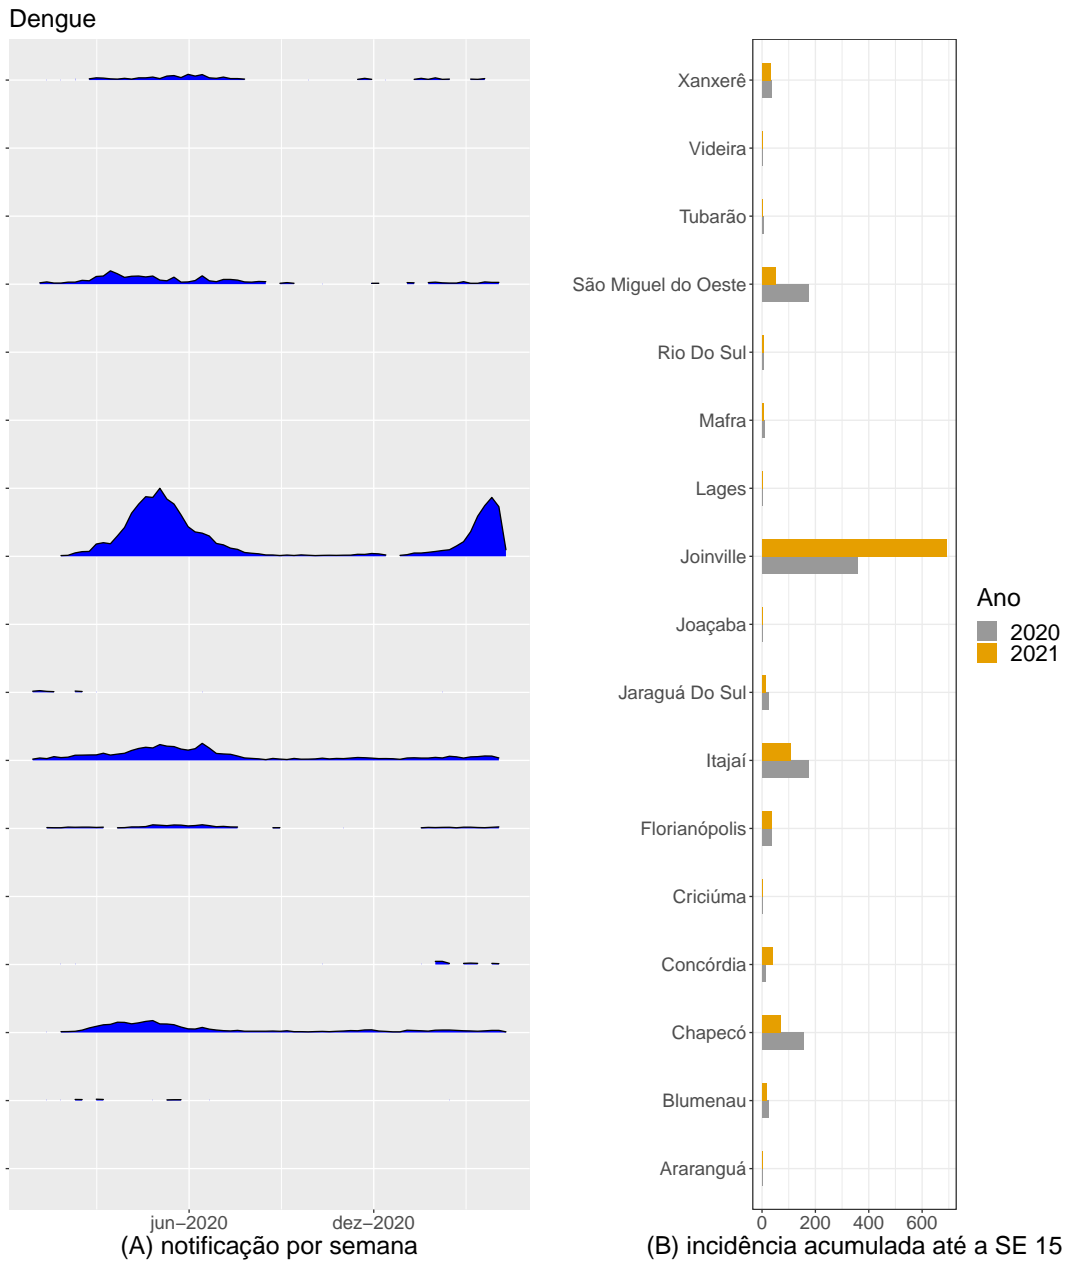 Dengue
Xanxerê
Videira
Tubarão
São Miguel do Oeste
Rio Do Sul
Mafra
Lages
Joinville
Joaçaba
Jaraguá Do Sul
Itajaí
Florianópolis
Criciúma
Concórdia
Chapecó
Blumenau
Araranguá
Ano
2020
2021
jun−2020 dez−2020
(A) notificação por semana
0 200 400 600
(B) incidência acumulada até a SE 15